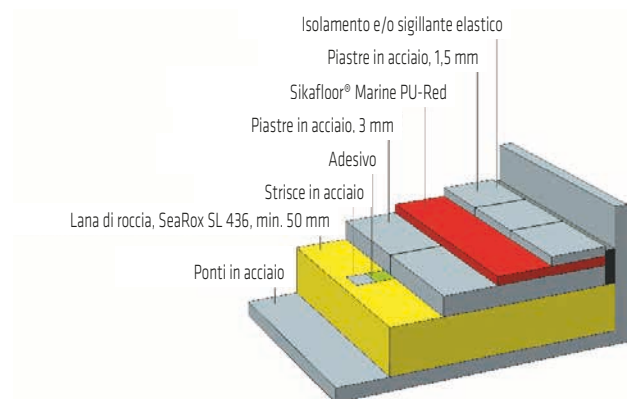 Isolamento e/o sigillante elastico
Piastre in acciaio, 1,5 mm
Sikafloor® Marine PU-Red
Piastre in acciaio, 3 mm
Adesivo
Strisce in acciaio
Lana di roccia, SeaRox SL 436, min. 50 mm
Ponti in acciaio